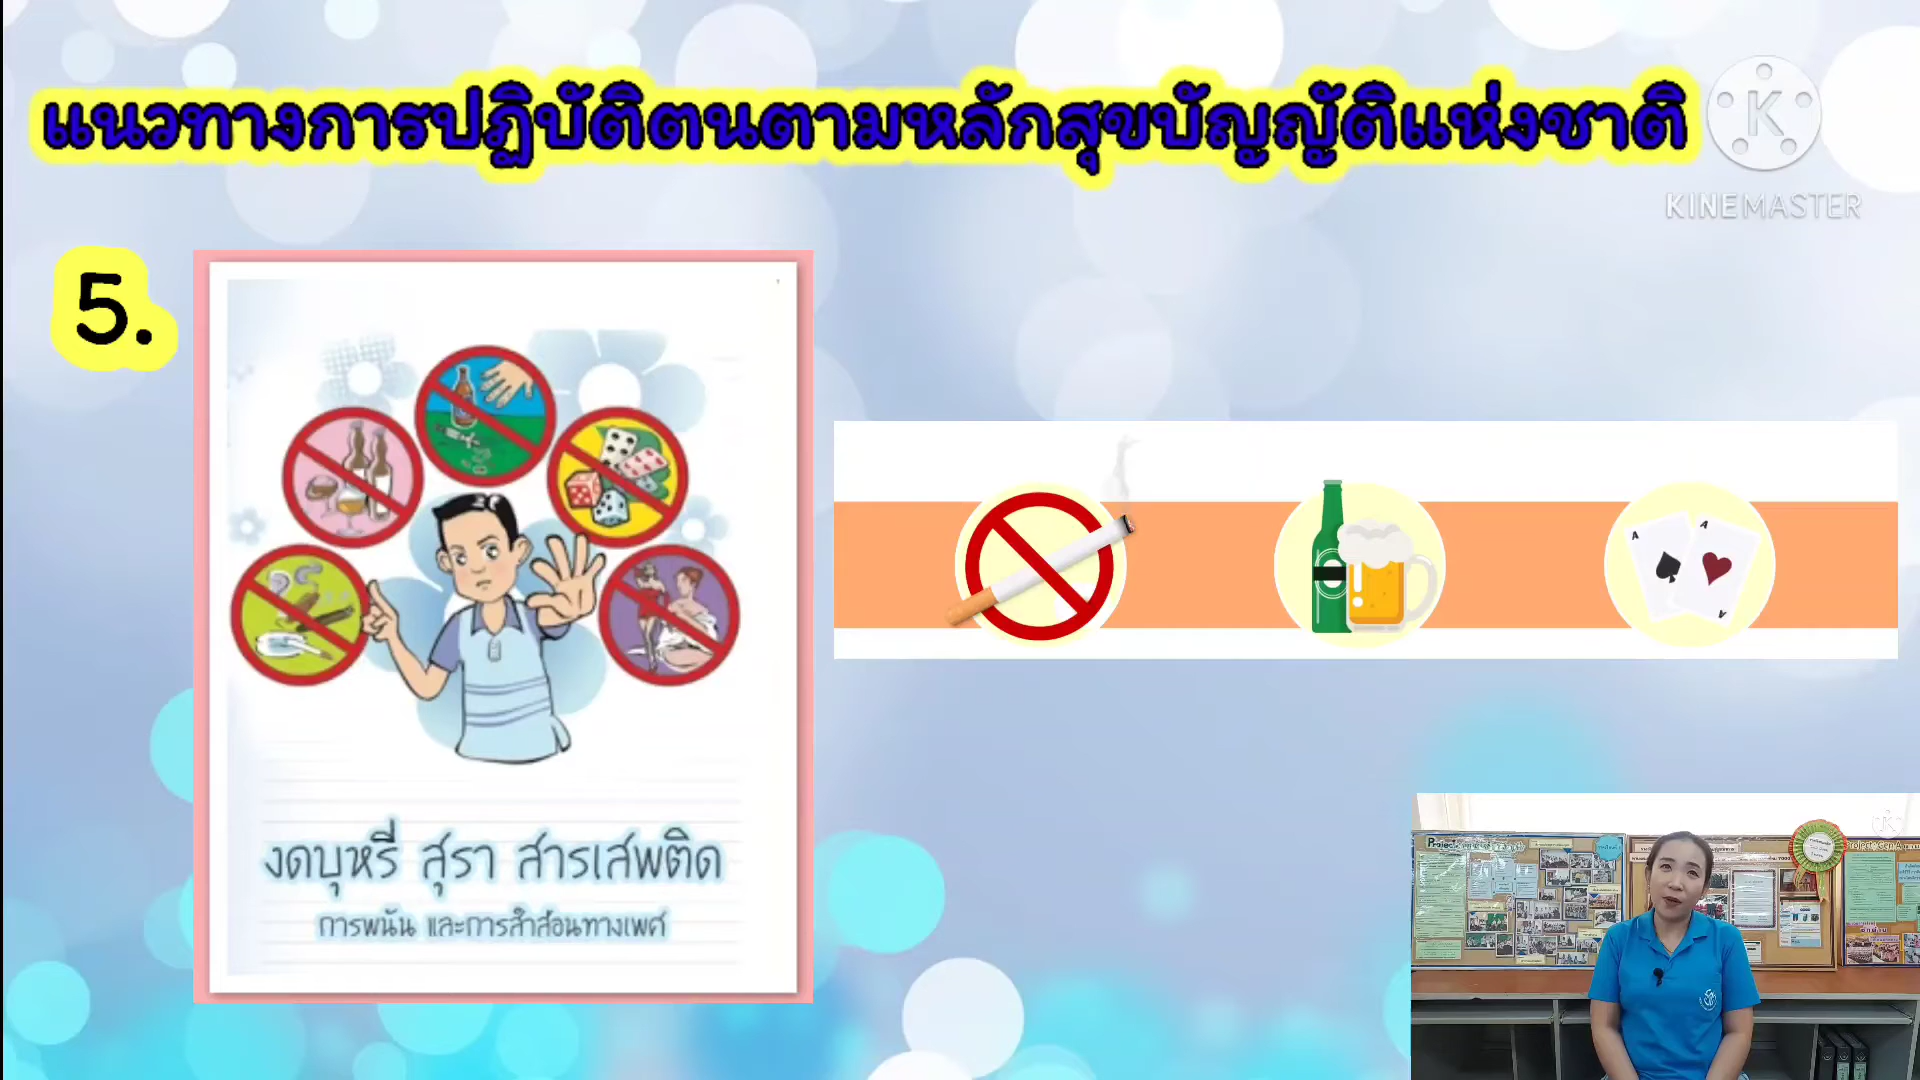 แนวทางการปฏิบัติตนตามหลักสุขบัญญัติแห่งชาติ
KINEMASTER
5.
งดบุหรี่ สุรา สารเสพติด
การพนัน และการสำส่อนทางเพศ